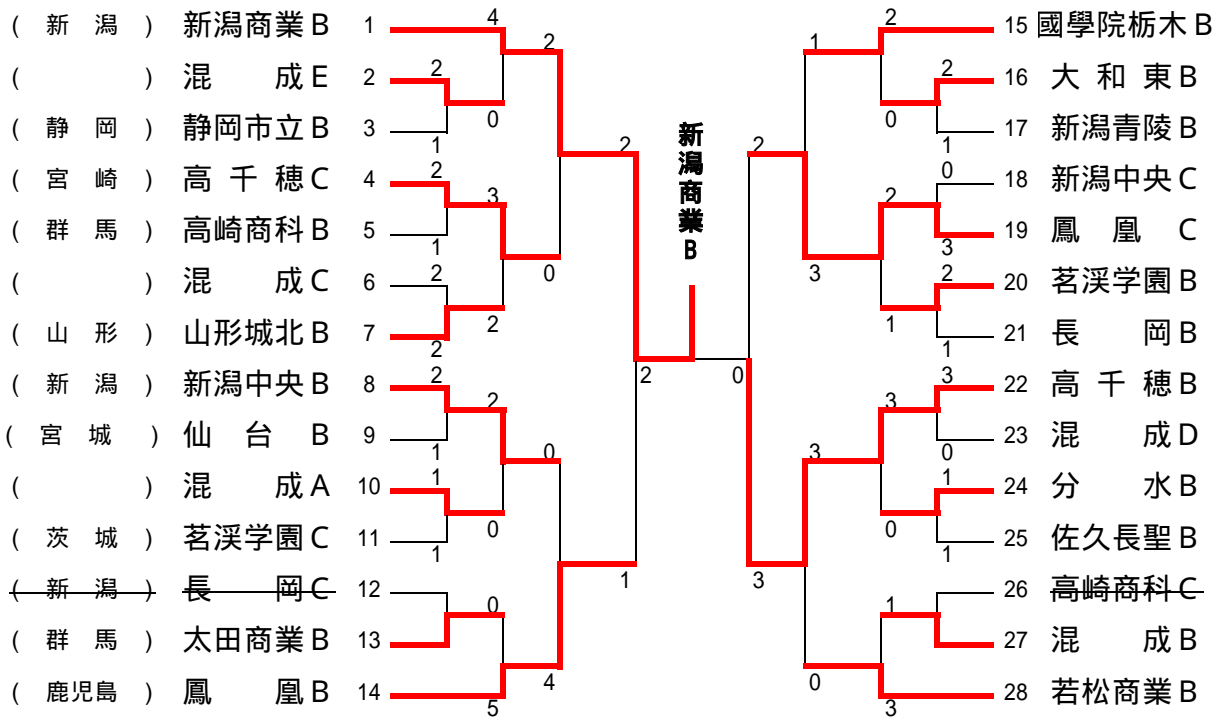 4 2
( 新 潟 ) 新潟商業B 1 2 1 15 國學院栃木B
( ) 混 成E 2 2 2 16 大 和 東B
0 0
( 静 岡 ) 静岡市立B 3 1 1 17 新潟青陵B
新潟商業B
2 2
( 宮 崎 ) 高 千 穂C 4 2 0 18 新潟中央C
3 2
( 群 馬 ) 高崎商科B 5 1 3 19 鳳 凰 C
( ) 混 成C 6 2 0 3 2 20 茗渓学園B
2 1
( 山 形 ) 山形城北B 7 2 1 21 長 岡B
2 0
( 新 潟 ) 新潟中央B 8 2 3 22 高 千 穂B
2 3
( 宮 城 ) 仙 台 B 9 1 0 23 混 成D
0 3
( ) 混 成A 10 1 1 24 分 水B
0 0
( 茨 城 ) 茗渓学園C 11 1 1 25 佐久長聖B
1 3
( 新 潟 ) 長 岡C 12 26 高崎商科C
0 1
( 群 馬 ) 太田商業B 13 27 混 成B
4 0
( 鹿児島 ) 鳳 凰B 14 5 3 28 若松商業B